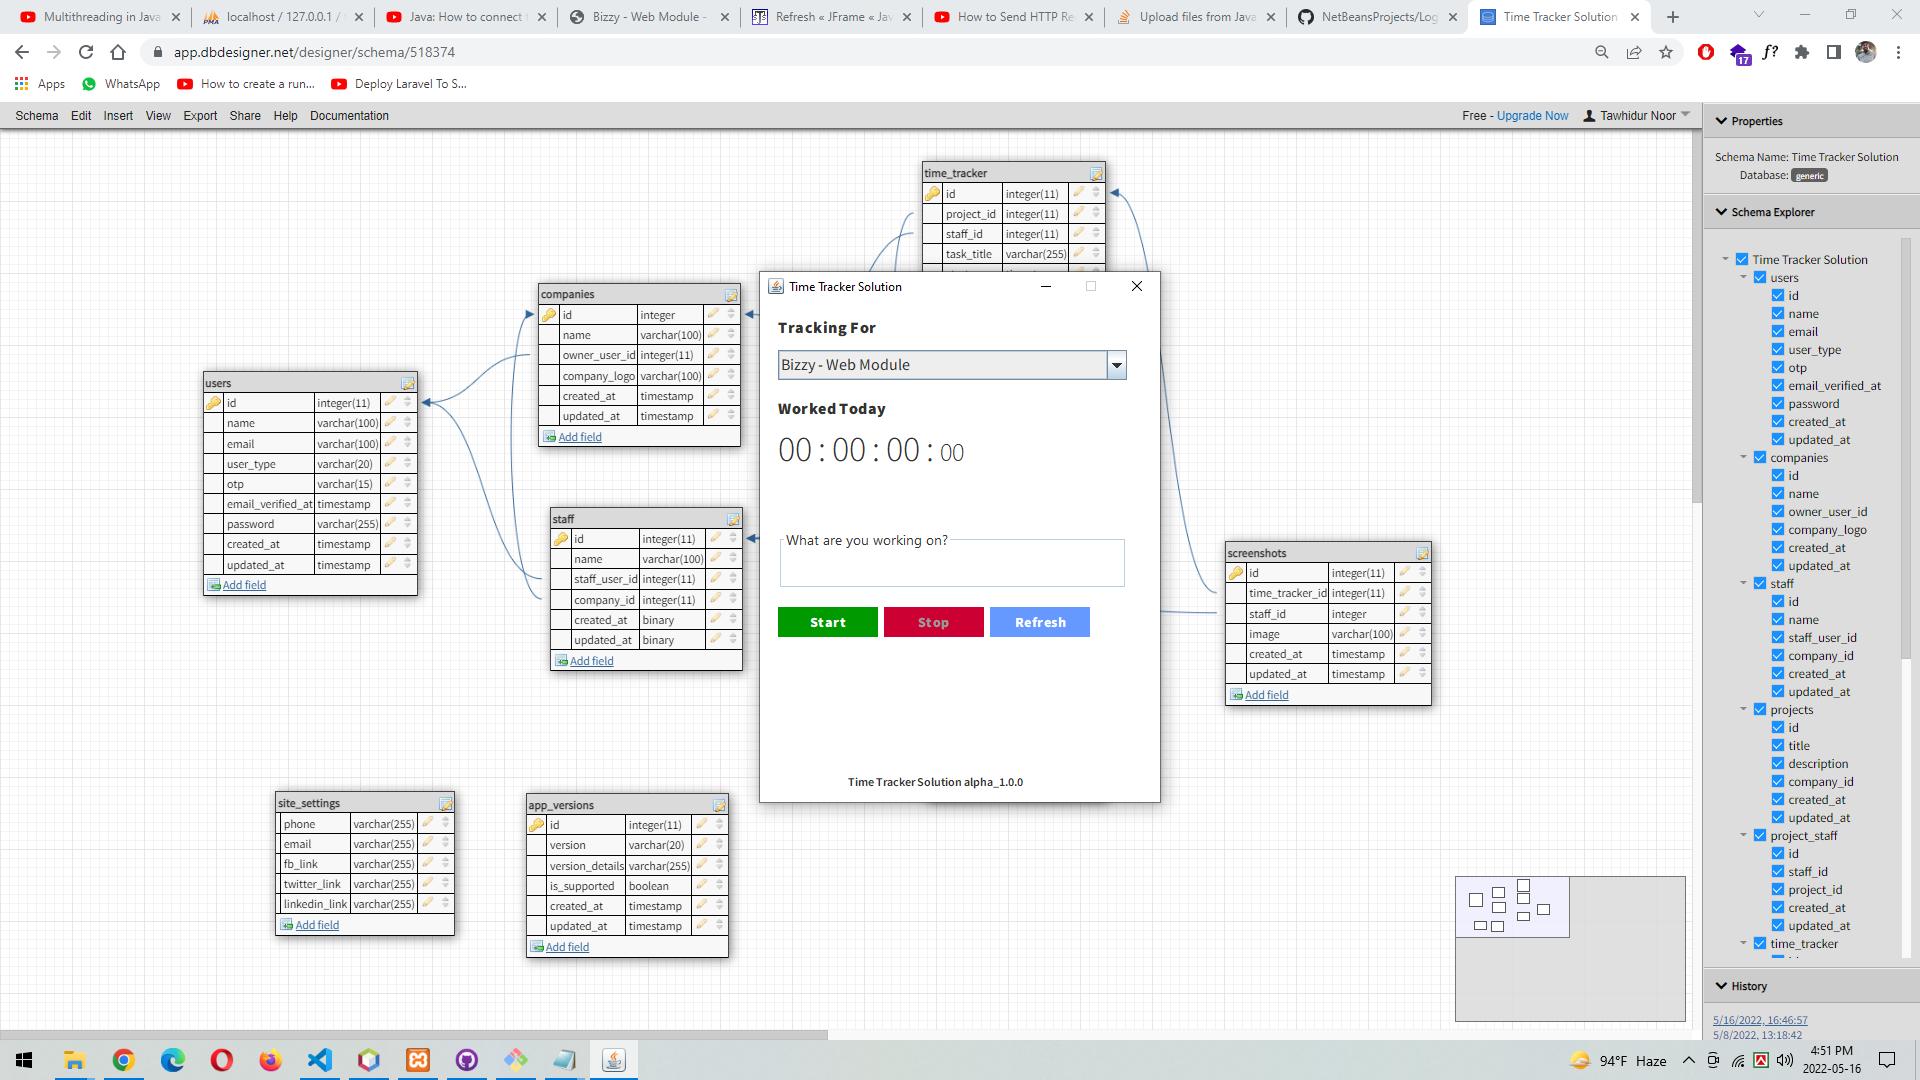 Multithreading in Java
localhost / 127.0.0.1 /
Java: How to connect
Bizzy - Web Module -
Refresh « JFrame « Jav
How to Send HTTP Re
Upload files from Java
NetBeansProjects/Log
Time Tracker Solution
app.dbdesigner.net/designer/schema/518374
17
f?
Apps
WhatsApp
How to create a run...
Deploy Laravel To S...
Schema Edit Insert View Export Share Help Documentation
Free - Upgrade Now
Tawhidur Noor
Properties
Schema Name: Time Tracker Solution
Database: generic
Schema Explorer
Time Tracker Solution
users
id
name
email
user_type
otp
email_verified_at
password
created_at
updated_at
companies
id
name
owner_user_id
company_logo
created_at
updated_at
staff
id
name
staff_user_id
company_id
created_at
updated_at
projects
id
title
description
company_id
created_at
updated_at
project_staff
id
staff_id
project_id
created_at
updated_at
time_tracker
History
5/16/2022, 16:46:57
5/8/2022, 13:18:42
time_tracker
id integer(11)
project_id integer(11)
staff_id integer(11)
task_title varchar(255)
companies
id integer
name varchar(100)
owner_user_id integer(11)
company_logo varchar(100)
created_at timestamp
updated_at timestamp
Add field
users
id integer(11)
name varchar(100)
email varchar(100)
user_type varchar(20)
otp varchar(15)
email_verified_at timestamp
password varchar(255)
created_at timestamp
updated_at timestamp
Add field
staff
id integer(11)
name varchar(100)
staff_user_id integer(11)
company_id integer(11)
created_at binary
updated_at binary
Add field
Time Tracker Solution
Tracking For
Bizzy - Web Module
Worked Today
00 : 00 : 00 : 00
What are you working on?
Start
Stop
Refresh
Time Tracker Solution alpha_1.0.0
screenshots
id integer(11)
time_tracker_id integer(11)
staff_id integer
image varchar(100)
created_at timestamp
updated_at timestamp
Add field
site_settings
phone varchar(255)
email varchar(255)
fb_link varchar(255)
twitter_link varchar(255)
linkedin_link varchar(255)
Add field
app_versions
id integer(11)
version varchar(20)
version_details varchar(255)
is_supported boolean
created_at timestamp
updated_at timestamp
Add field
94°F Haze
4:51 PM
2022-05-16